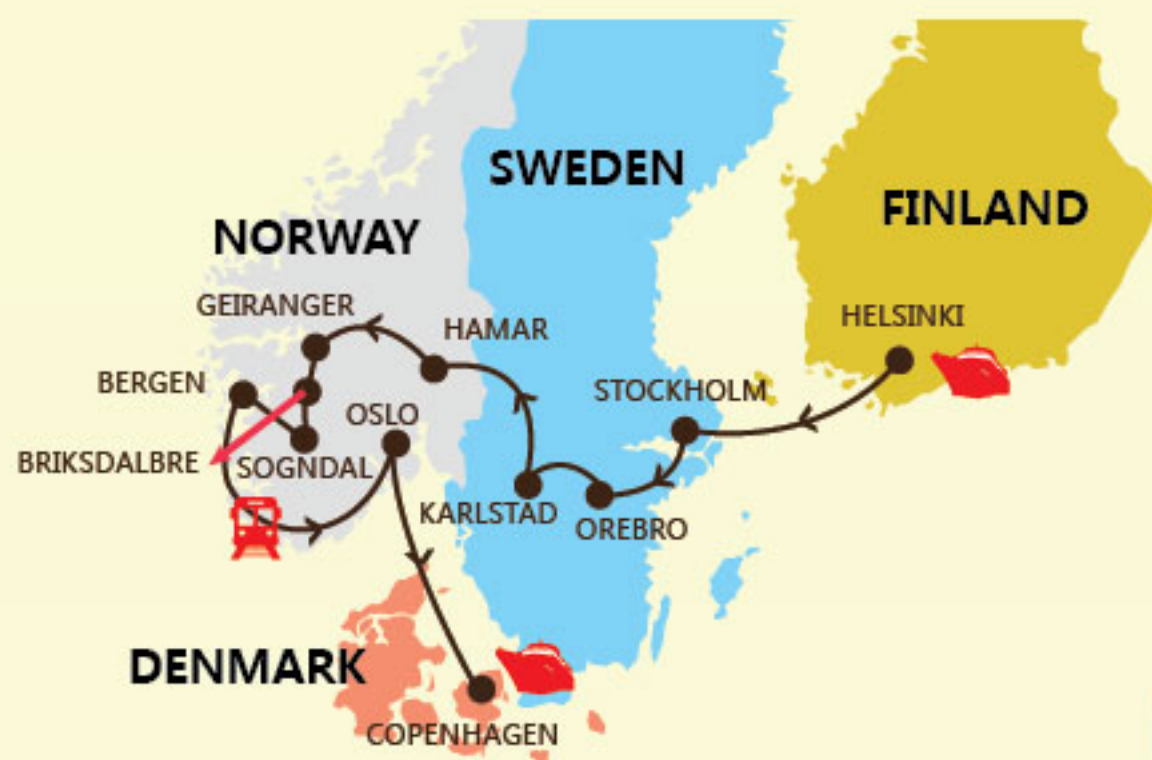 SWEDEN
FINLAND
NORWAY
GEIRANGER
HELSINKI
HAMAR
BERGEN
STOCKHOLM
OSLO
BRIKSDALBRE
SOGNDAL
KARLSTAD
OREBRO
DENMARK
COPENHAGEN